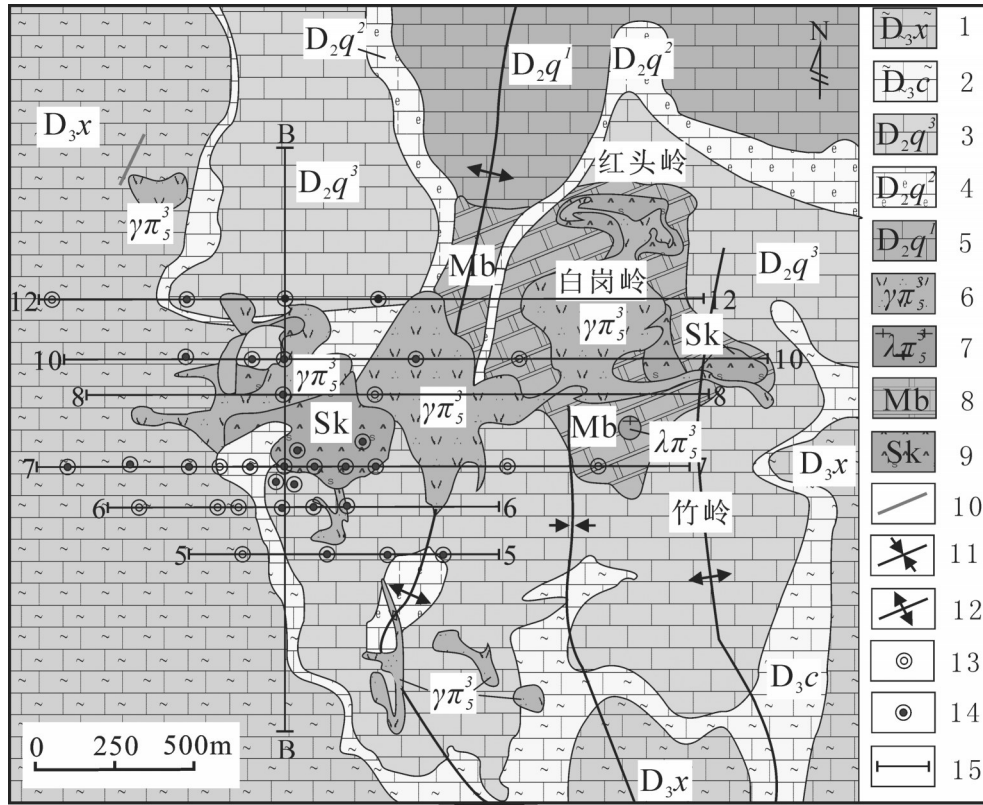 D₂q²
D₂q¹
D₂q²
N
D₃x
B
D₂q³
红头岭
γπ₅³
Mb
白岗岭
D₂q³
12
12
γπ₅³
Sk
10
γπ₅³
10
8
γπ₅³
8
Sk
Mb
λπ₅³
D₃x
7
7
竹岭
6
6
5
5
D₃c
γπ₅³
B
0 250 500m
D₃x
D₃x 1
D₃c 2
D₂q³ 3
D₂q² 4
D₂q¹ 5
γπ₅³ 6
λπ₅³ 7
Mb 8
Sk 9
10
11
12
13
14
15